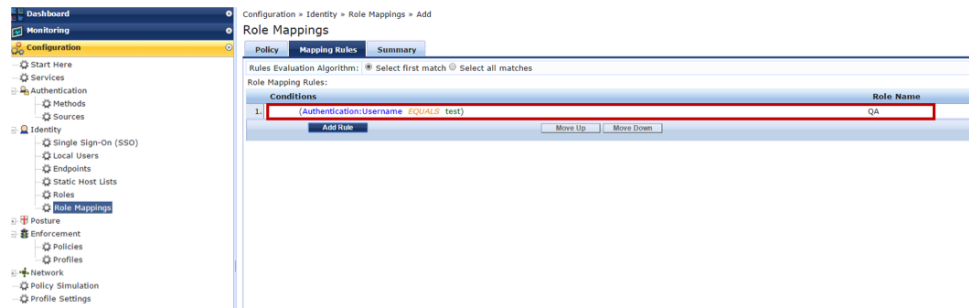 Dashboard
Monitoring
Configuration
Start Here
Services
Authentication
Methods
Sources
Identity
Single Sign-On (SSO)
Local Users
Endpoints
Static Host Lists
Roles
Role Mappings
Posture
Enforcement
Policies
Profiles
Network
Policy Simulation
Profile Settings
Configuration » Identity » Role Mappings » Add
Role Mappings
Policy Mapping Rules Summary
Rules Evaluation Algorithm: Select first match Select all matches
Role Mapping Rules:
Conditions Role Name
1. (Authentication:Username EQUALS test) QA
Add Rule Move Up Move Down